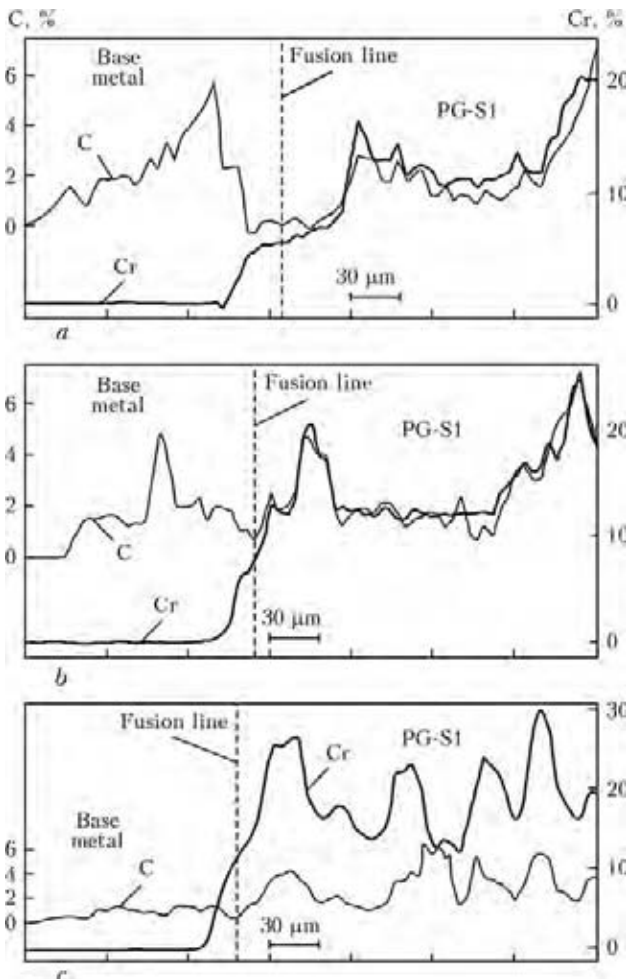 C, % Cr, %
Base
metal
Fusion line
PG-S1
C
Cr
30 μm
6
4
2
0
20
10
0
a
Base
metal
Fusion line
PG-S1
C
Cr
30 μm
6
4
2
0
20
10
0
b
Fusion line
Cr
PG-S1
Base
metal
C
30 μm
6
4
2
0
30
20
10
0
c